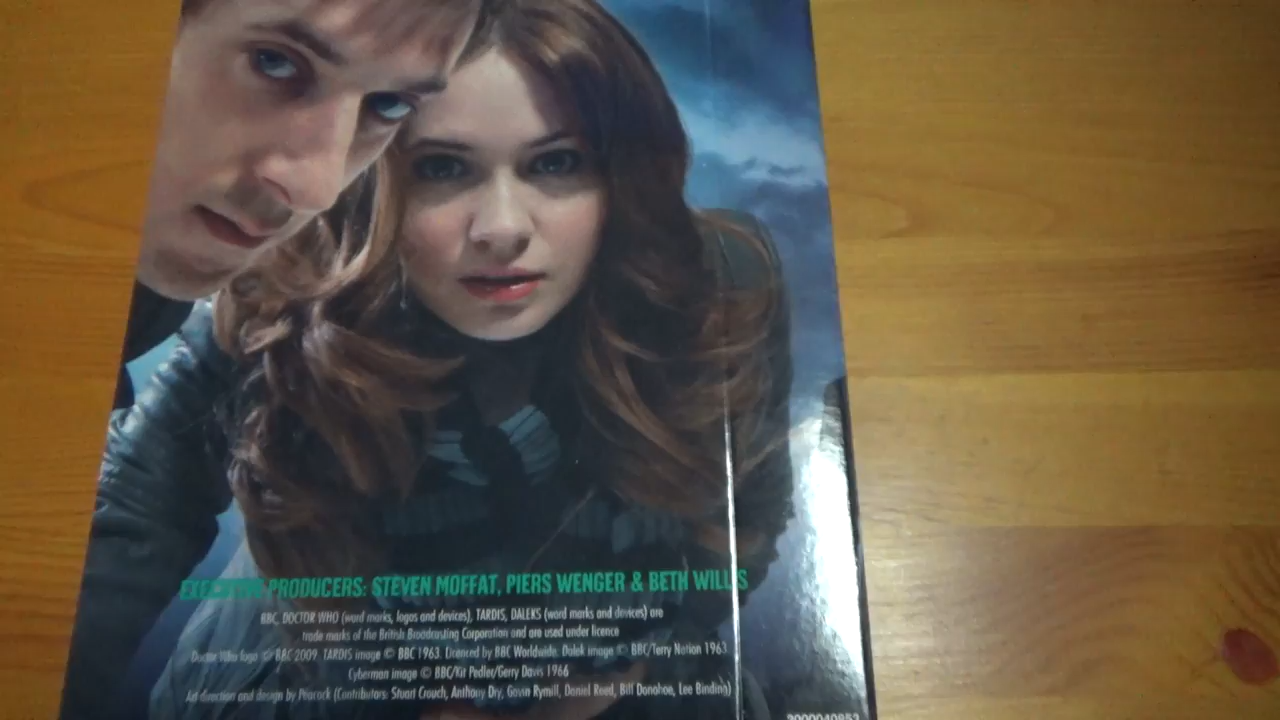 EXECUTIVE PRODUCERS: STEVEN MOFFAT, PIERS WENGER & BETH WILLIS
BBC, DOCTOR WHO (word marks, logos and devices), TARDIS, DALEKS (word marks and devices) are
trade marks of the British Broadcasting Corporation and are used under licence
Doctor Who logo © BBC 2009. TARDIS image © BBC 1963. Licenced by BBC Worldwide. Dalek image © BBC/Terry Nation 1963.
Cyberman image © BBC/Kit Pedler/Gerry Davis 1966
Art direction and design by Peacock (Contributors: Stuart Crouch, Anthony Dry, Gavin Rymill, Daniel Reed, Bill Donohoe, Lee Binding)